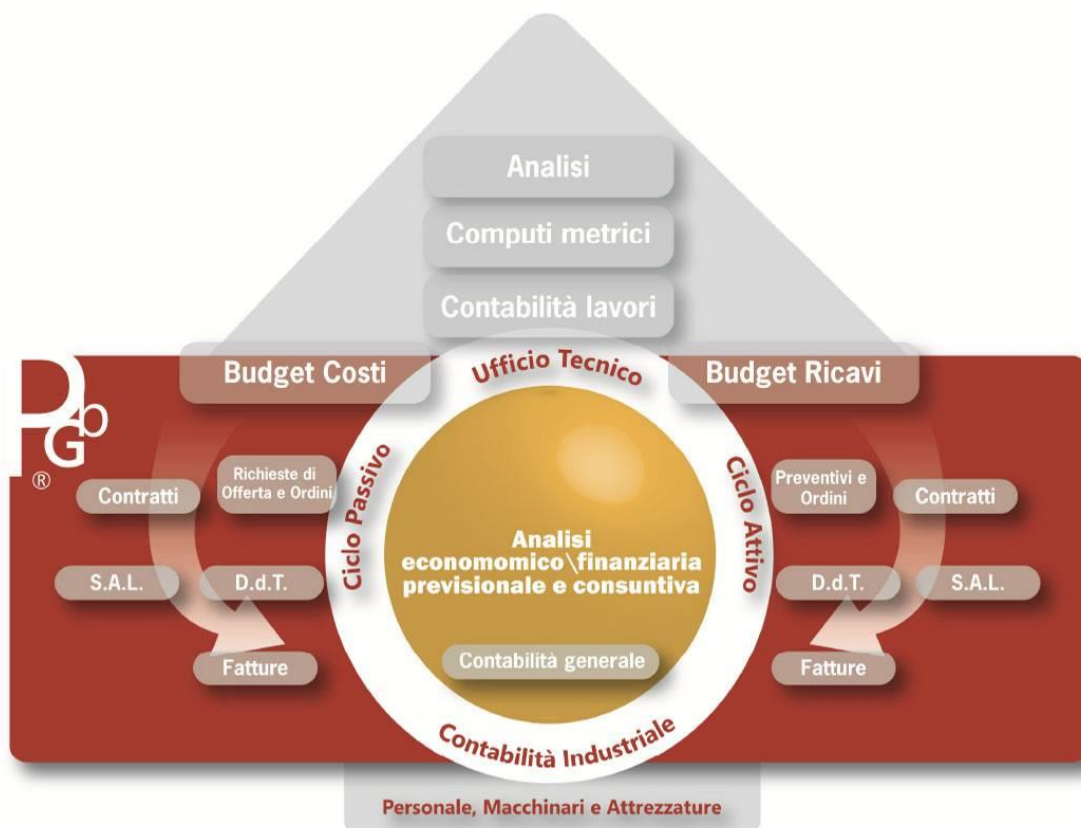 Analisi
Computi metrici
Contabilità lavori
Budget Costi
Ufficio Tecnico
Budget Ricavi
PGb
®
Ciclo Passivo
Ciclo Attivo
Richieste di
Offerta e Ordini
Contratti
S.A.L.
D.d.T.
Fatture
Preventivi e
Ordini
Contratti
D.d.T.
S.A.L.
Fatture
Analisi
economomico\finanziaria
previsionale e consuntiva
Contabilità generale
Contabilità Industriale
Personale, Macchinari e Attrezzature